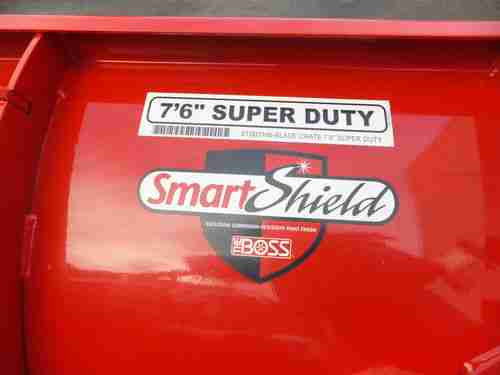 7'6" SUPER DUTY
BLADE CRATE 7'6" SUPER DUTY
SmartShield
THE BOSS